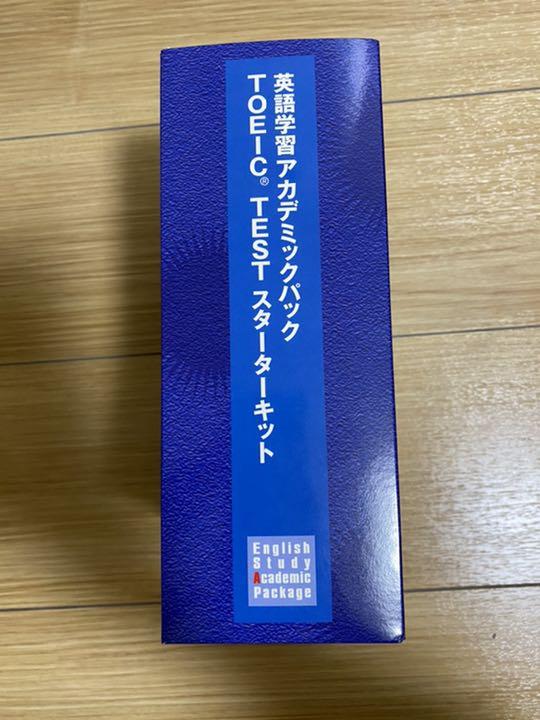 英語学習アカデミックパック
TOEIC® TEST スターターキット
English
Study
Academic
Package